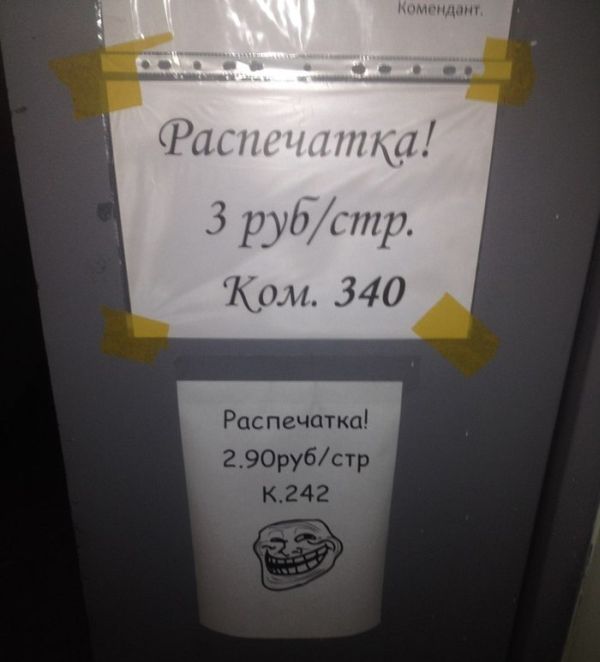 Комендант.
Распечатка!
3 руб/стр.
Ком. 340
Распечатка!
2.90руб/стр
К.242